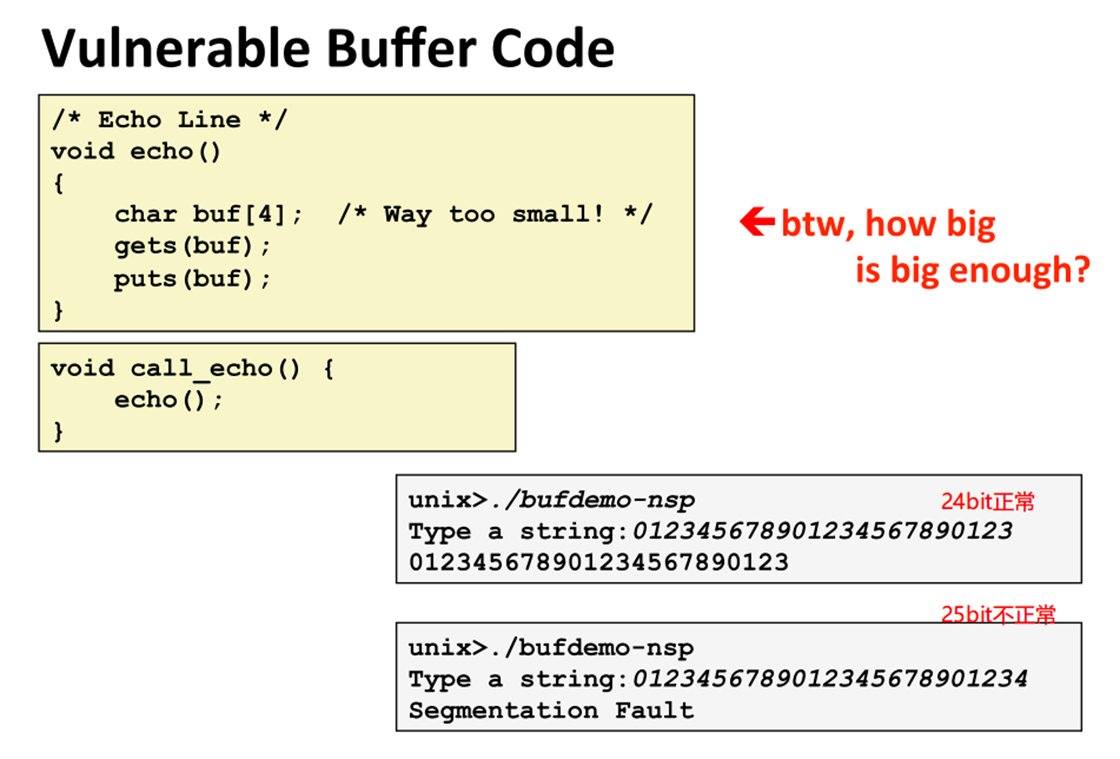 Vulnerable Buffer Code
/* Echo Line */
void echo()
{
    char buf[4];  /* Way too small! */
    gets(buf);
    puts(buf);
}
←btw, how big
is big enough?
void call_echo() {
    echo();
}
unix>./bufdemo-nsp
24bit正常
Type a string:012345678901234567890123
012345678901234567890123
25bit不正常
unix>./bufdemo-nsp
Type a string:0123456789012345678901234
Segmentation Fault